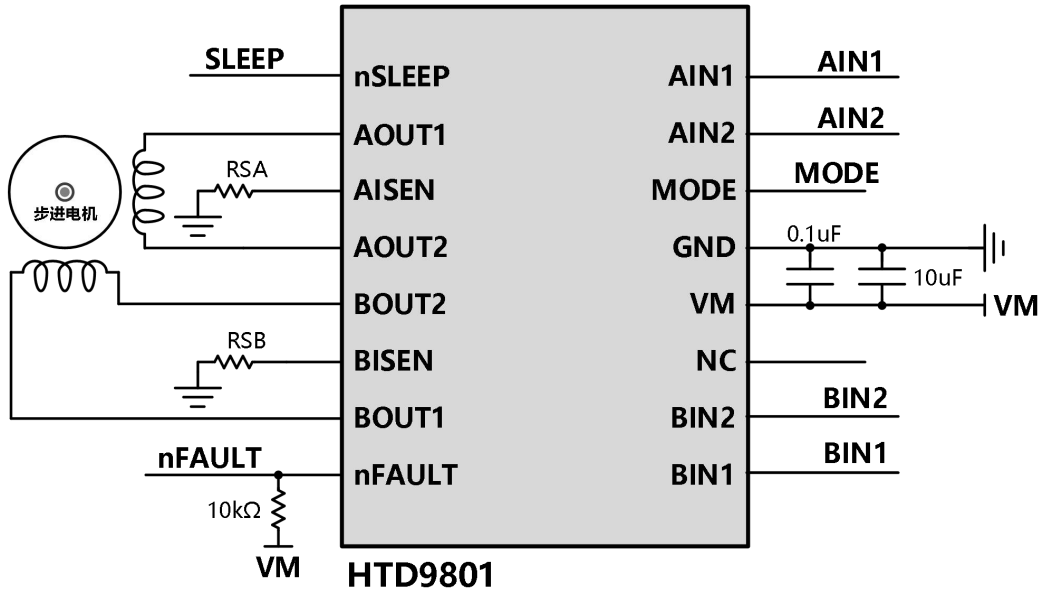 SLEEP
nSLEEP
AOUT1
RSA
AISEN
AOUT2
步进电机
BOUT2
RSB
BISEN
BOUT1
nFAULT
nFAULT
10kΩ
VM
AIN1
AIN1
AIN2
AIN2
MODE
MODE
GND
0.1uF
10uF
VM
VM
NC
BIN2
BIN2
BIN1
BIN1
HTD9801